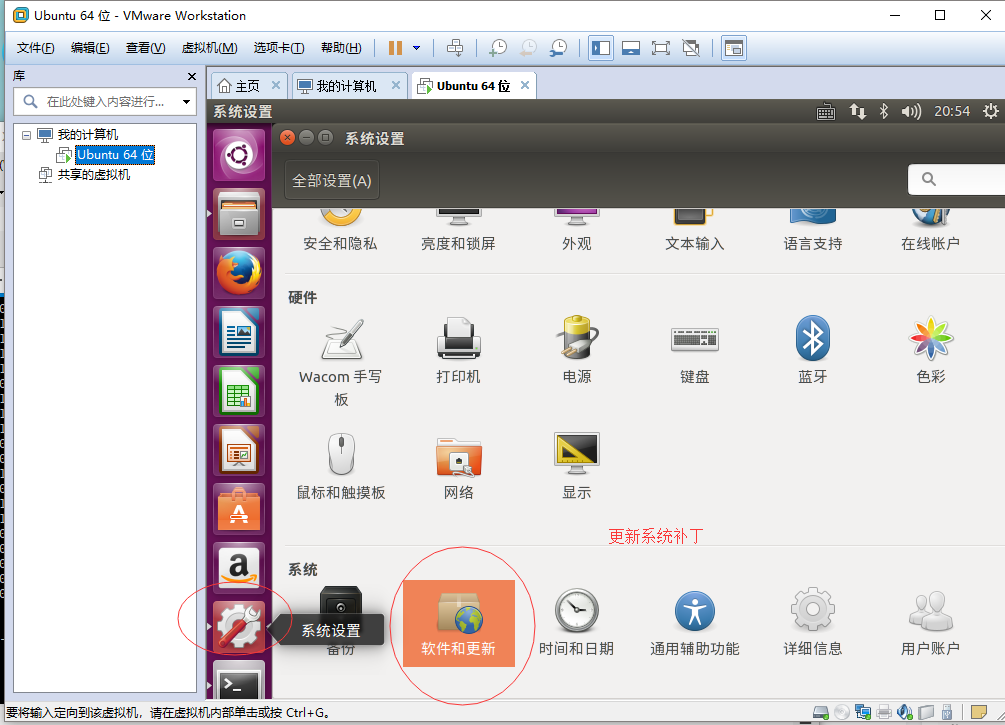 Ubuntu 64 位 - VMware Workstation
文件(F) 编辑(E) 查看(V) 虚拟机(M) 选项卡(T) 帮助(H)
库
在此处键入内容进行...
我的计算机
Ubuntu 64 位
共享的虚拟机
主页 我的计算机 Ubuntu 64 位
系统设置 20:54
系统设置
全部设置(A)
安全和隐私 亮度和锁屏 外观 文本输入 语言支持 在线帐户
硬件
Wacom 手写板 打印机 电源 键盘 蓝牙 色彩
鼠标和触摸板 网络 显示
更新系统补丁
系统
系统设置
备份 软件和更新 时间和日期 通用辅助功能 详细信息 用户账户
要将输入定向到该虚拟机，请在虚拟机内部单击或按 Ctrl+G。